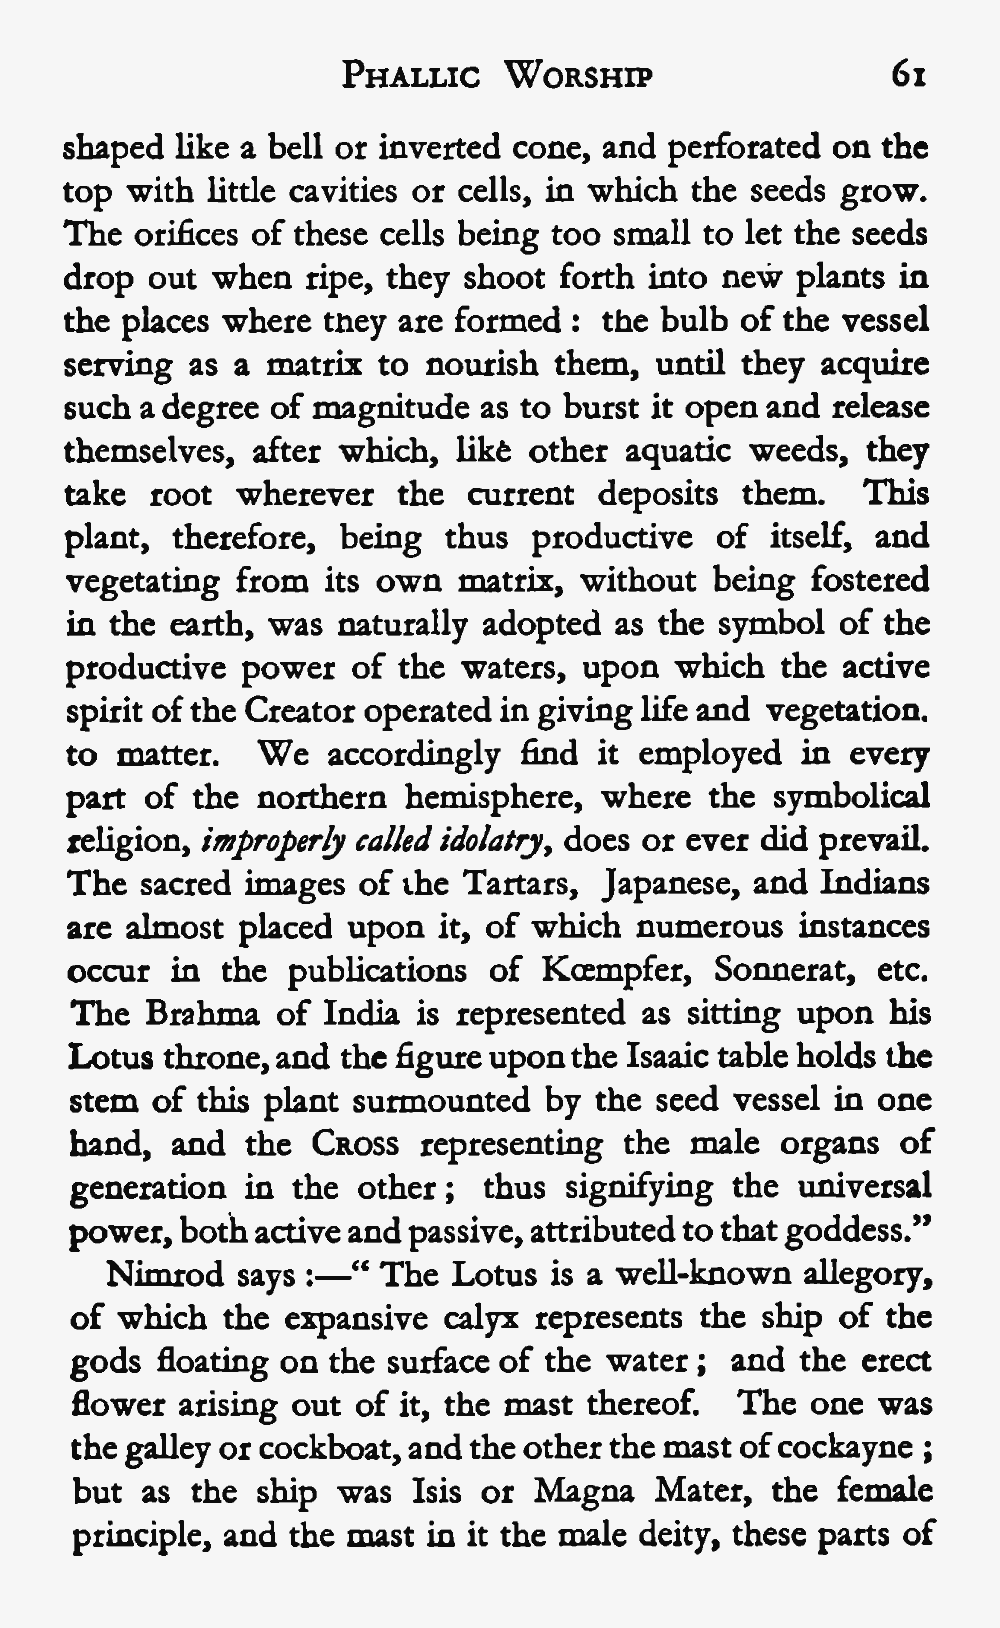 PHALLIC WORSHIP 61
shaped like a bell or inverted cone, and perforated on the
top with little cavities or cells, in which the seeds grow.
The orifices of these cells being too small to let the seeds
drop out when ripe, they shoot forth into new plants in
the places where they are formed : the bulb of the vessel
serving as a matrix to nourish them, until they acquire
such a degree of magnitude as to burst it open and release
themselves, after which, like other aquatic weeds, they
take root wherever the current deposits them. This
plant, therefore, being thus productive of itself, and
vegetating from its own matrix, without being fostered
in the earth, was naturally adopted as the symbol of the
productive power of the waters, upon which the active
spirit of the Creator operated in giving life and vegetation.
to matter. We accordingly find it employed in every
part of the northern hemisphere, where the symbolical
religion, improperly called idolatry, does or ever did prevail.
The sacred images of the Tartars, Japanese, and Indians
are almost placed upon it, of which numerous instances
occur in the publications of Kœmpfer, Sonnerat, etc.
The Brahma of India is represented as sitting upon his
Lotus throne, and the figure upon the Isaaic table holds the
stem of this plant surmounted by the seed vessel in one
hand, and the CROSS representing the male organs of
generation in the other ; thus signifying the universal
power, both active and passive, attributed to that goddess.”
Nimrod says :—“ The Lotus is a well-known allegory,
of which the expansive calyx represents the ship of the
gods floating on the surface of the water ; and the erect
flower arising out of it, the mast thereof. The one was
the galley or cockboat, and the other the mast of cockayne ;
but as the ship was Isis or Magna Mater, the female
principle, and the mast in it the male deity, these parts of